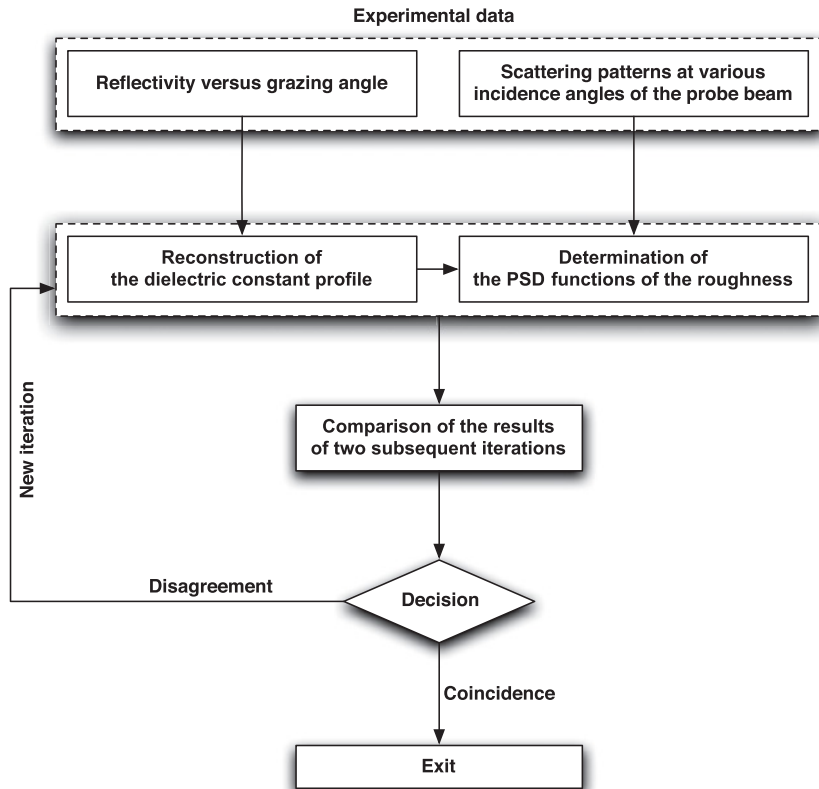 Experimental data
Reflectivity versus grazing angle
Scattering patterns at various
incidence angles of the probe beam
Reconstruction of
the dielectric constant profile
Determination of
the PSD functions of the roughness
New iteration
Comparison of the results
of two subsequent iterations
Disagreement
Decision
Coincidence
Exit